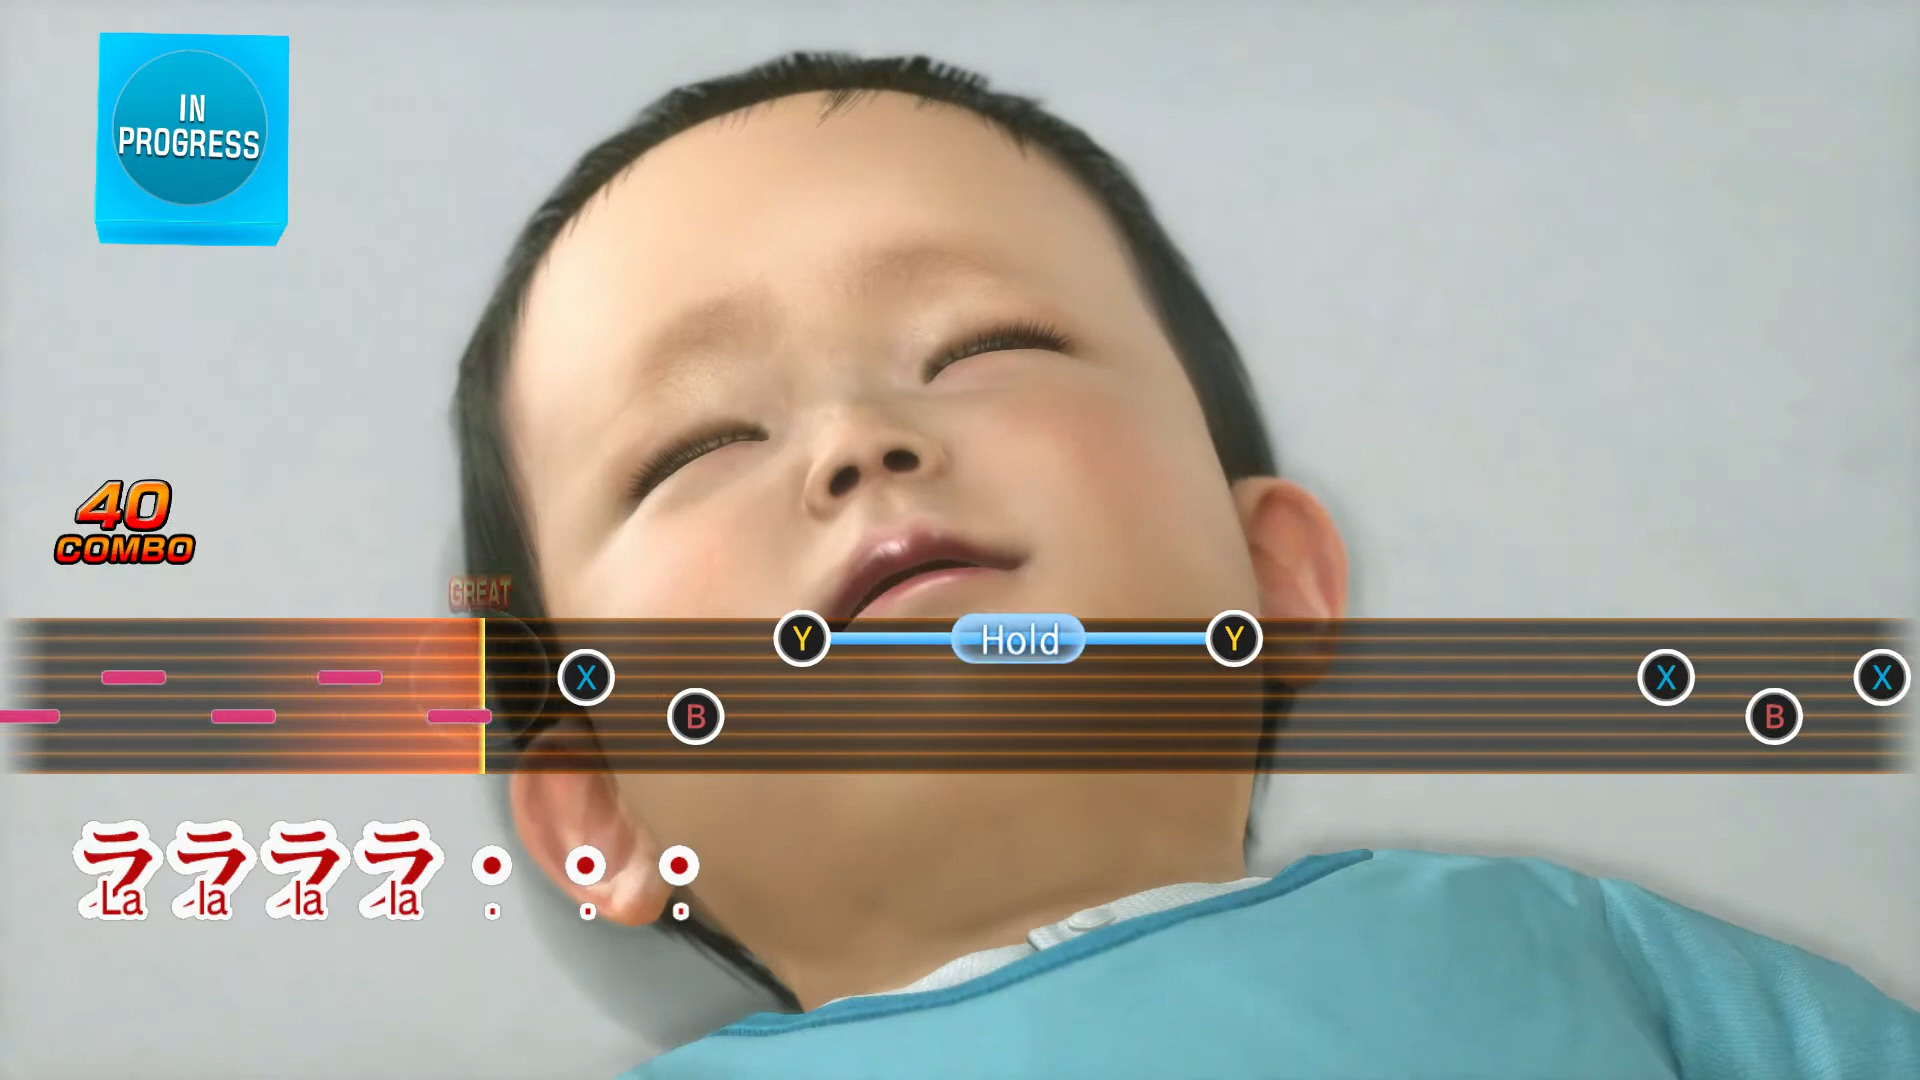 IN
PROGRESS
40
COMBO
GREAT
Y Hold Y
X X X
B B
ララララ・・・
La la la la . . .